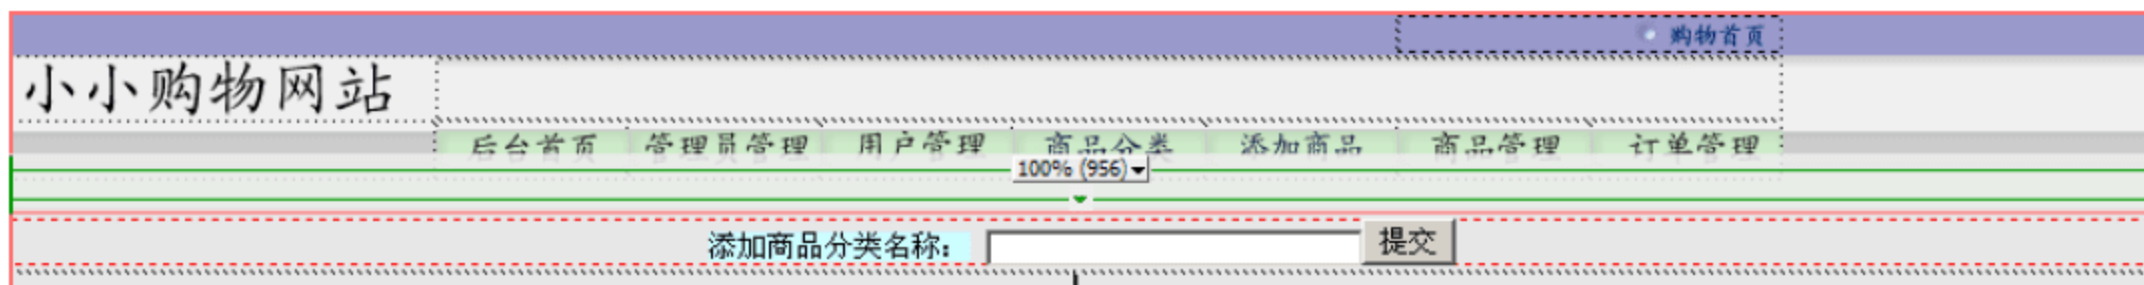 购物首页
小小购物网站
后台首页 管理员管理 用户管理 商品分类 添加商品 商品管理 订单管理
100% (956)
添加商品分类名称： 提交